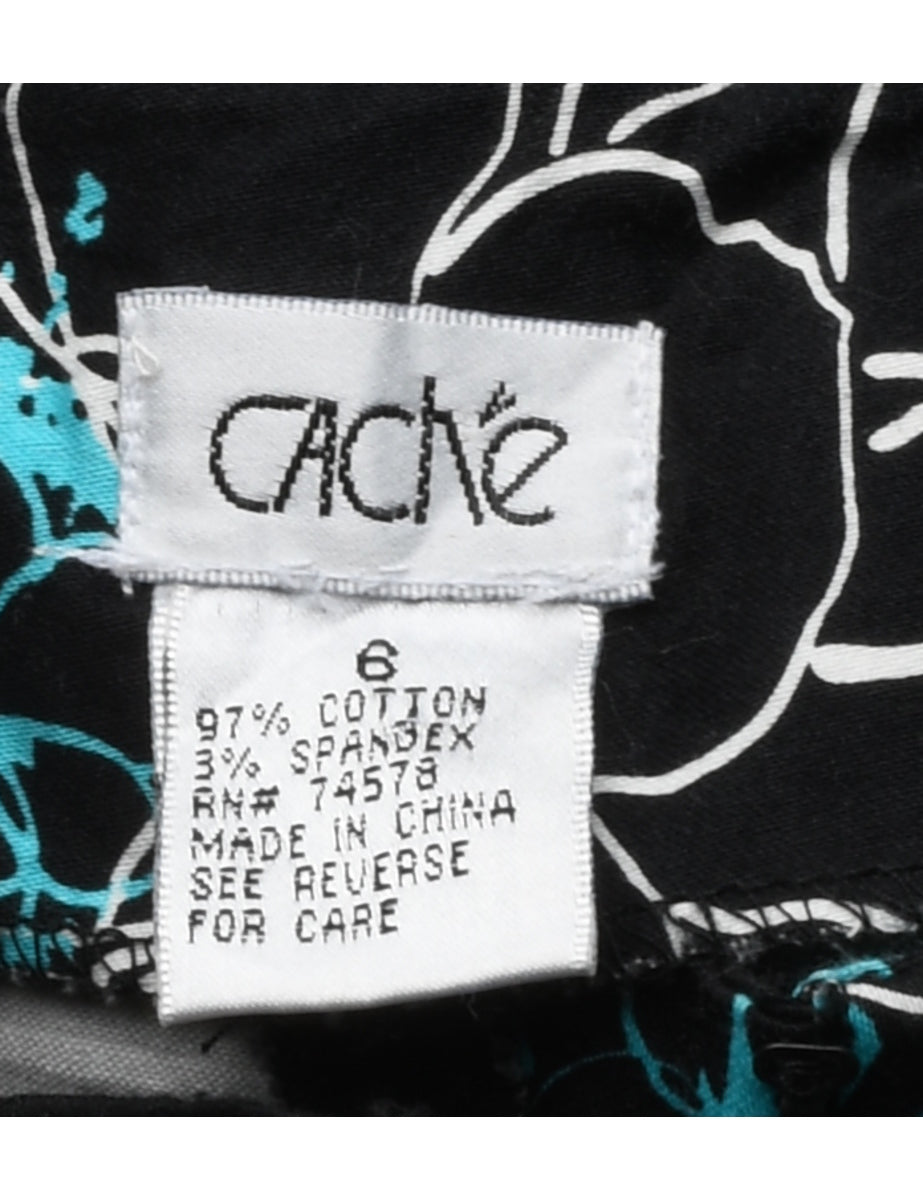 CAChé
6
97% COTTON
3% SPANDEX
RN# 74578
MADE IN CHINA
SEE REVERSE
FOR CARE